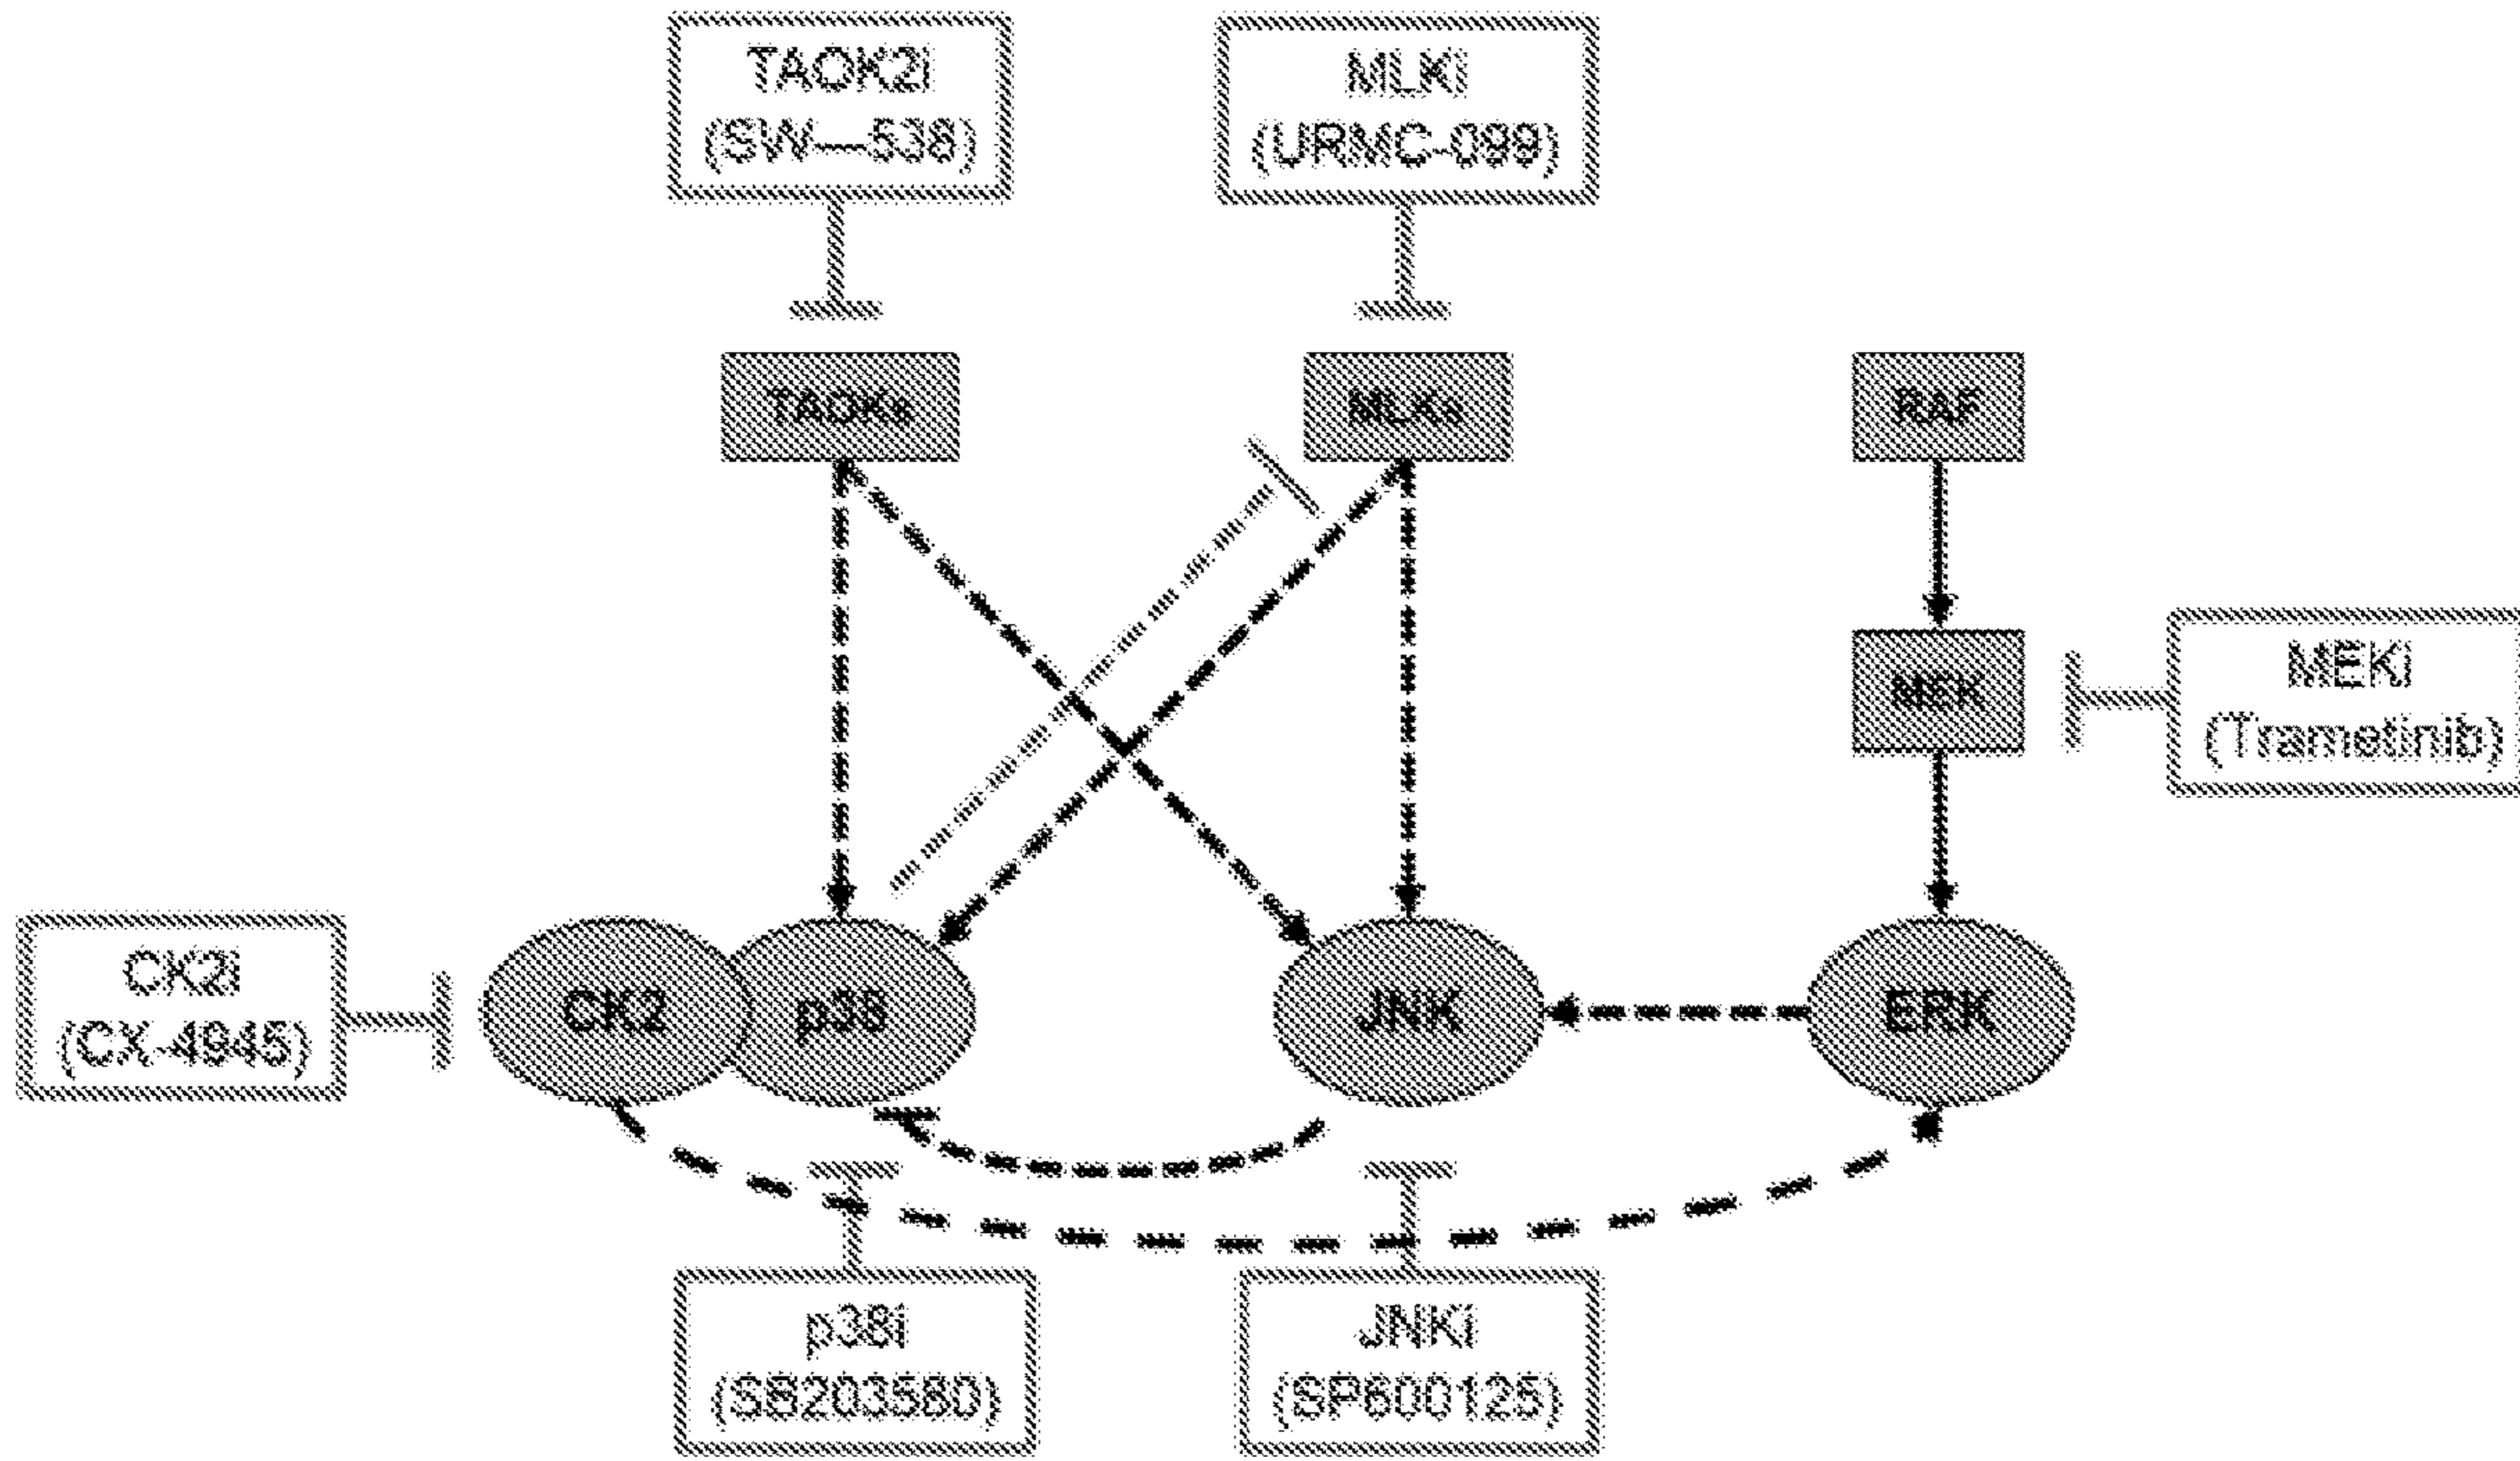 TAOK2i
(SW—538)
MLKi
(URMC-099)
TAOKs
MLKs
RAF
MEK
MEKi
(Trametinib)
CK2i
(CX-4945)
CK2
p38
JNK
ERK
p38i
(SB203580)
JNKi
(SP600125)